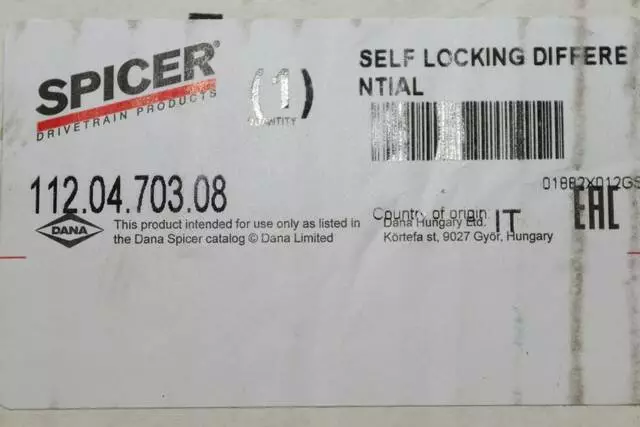 SPICER®
DRIVETRAIN PRODUCTS
(1)
QUANTITY
SELF LOCKING DIFFERE
NTIAL
112.04.703.08
01882X012GS
DANA
This product intended for use only as listed in
the Dana Spicer catalog © Dana Limited
Country of origin IT
Dana Hungary Ltd.
Körtefa st, 9027 Győr, Hungary
EAC